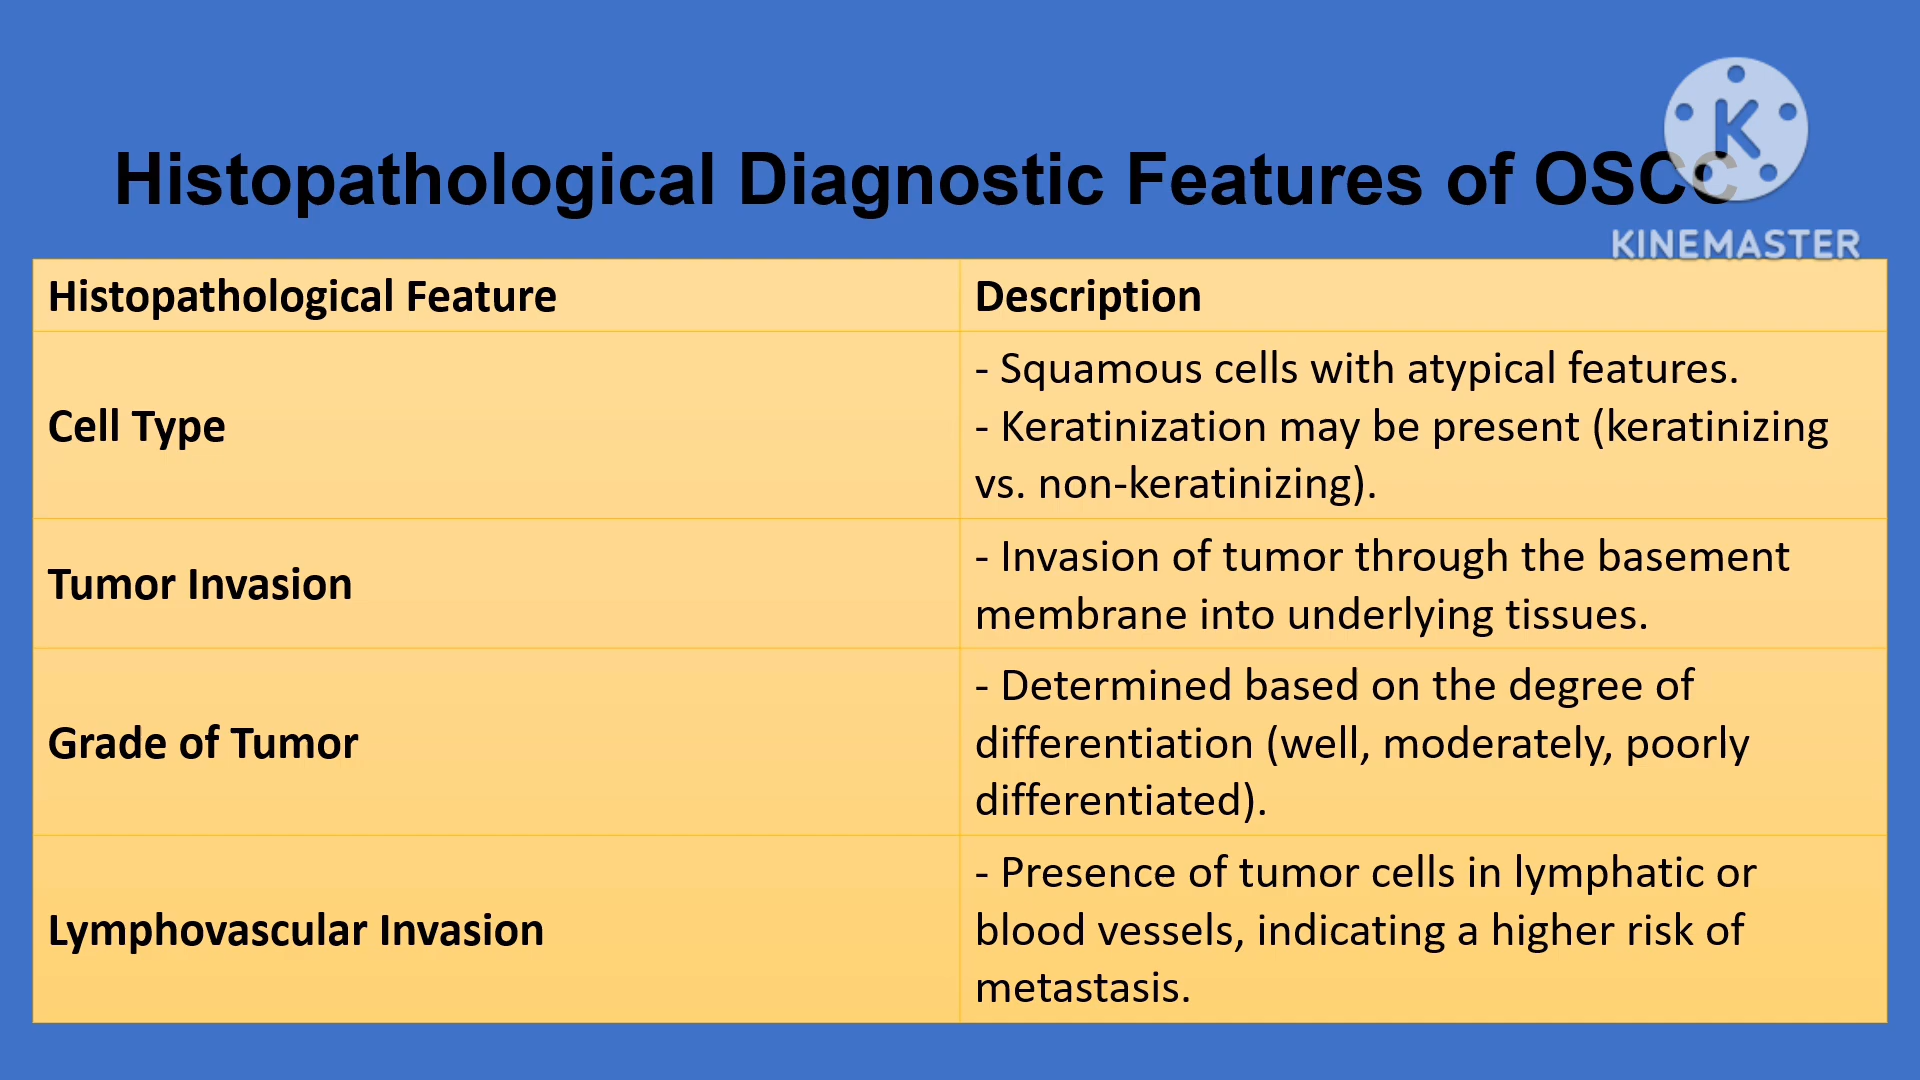 K
Histopathological Diagnostic Features of OSCC
KINEMASTER
Histopathological Feature
Description
Cell Type
- Squamous cells with atypical features.
- Keratinization may be present (keratinizing
vs. non-keratinizing).
Tumor Invasion
- Invasion of tumor through the basement
membrane into underlying tissues.
Grade of Tumor
- Determined based on the degree of
differentiation (well, moderately, poorly
differentiated).
Lymphovascular Invasion
- Presence of tumor cells in lymphatic or
blood vessels, indicating a higher risk of
metastasis.